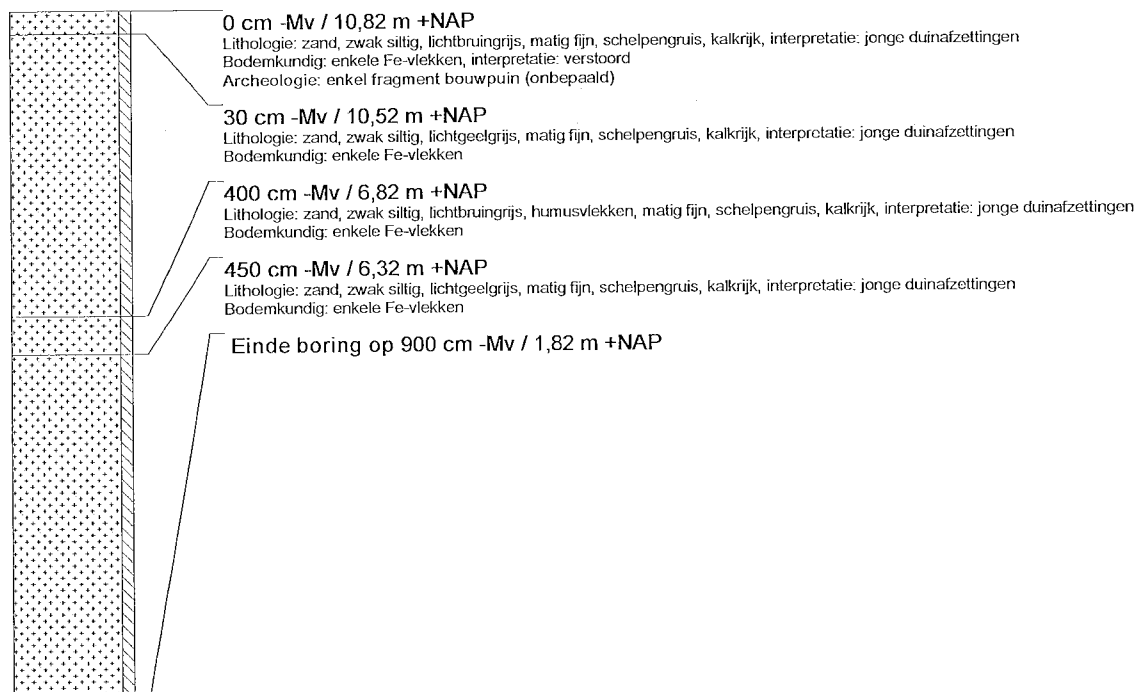 0 cm -Mv / 10,82 m +NAP
Lithologie: zand, zwak siltig, lichtbruingrijs, matig fijn, schelpengruis, kalkrijk, interpretatie: jonge duinafzettingen
Bodemkundig: enkele Fe-vlekken, interpretatie: verstoord
Archeologie: enkel fragment bouwpuin (onbepaald)
30 cm -Mv / 10,52 m +NAP
Lithologie: zand, zwak siltig, lichtgeelgrijs, matig fijn, schelpengruis, kalkrijk, interpretatie: jonge duinafzettingen
Bodemkundig: enkele Fe-vlekken
400 cm -Mv / 6,82 m +NAP
Lithologie: zand, zwak siltig, lichtbruingrijs, humusvlekken, matig fijn, schelpengruis, kalkrijk, interpretatie: jonge duinafzettingen
Bodemkundig: enkele Fe-vlekken
450 cm -Mv / 6,32 m +NAP
Lithologie: zand, zwak siltig, lichtgeelgrijs, matig fijn, schelpengruis, kalkrijk, interpretatie: jonge duinafzettingen
Bodemkundig: enkele Fe-vlekken
Einde boring op 900 cm -Mv / 1,82 m +NAP